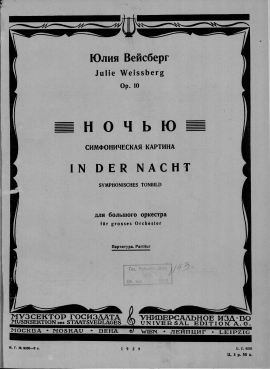 Юлия Вейсберг
Julie Weissberg
Op. 10
НОЧЬЮ
СИМФОНИЧЕСКАЯ КАРТИНА
IN DER NACHT
SYMPHONISCHES TONBILD
для большого оркестра
für grosses Orchester
Партитура. Partitur
МУЗСЕКТОР ГОСИЗДАТА УНИВЕРСАЛЬНОЕ ИЗД-ВО
MUSIKSEKTION DES STAATSVERLAGES UNIVERSAL EDITION A. G.
МОСКВА — MOSKAU — ВЕНА — WIEN — ЛЕЙПЦИГ — LEIPZIG